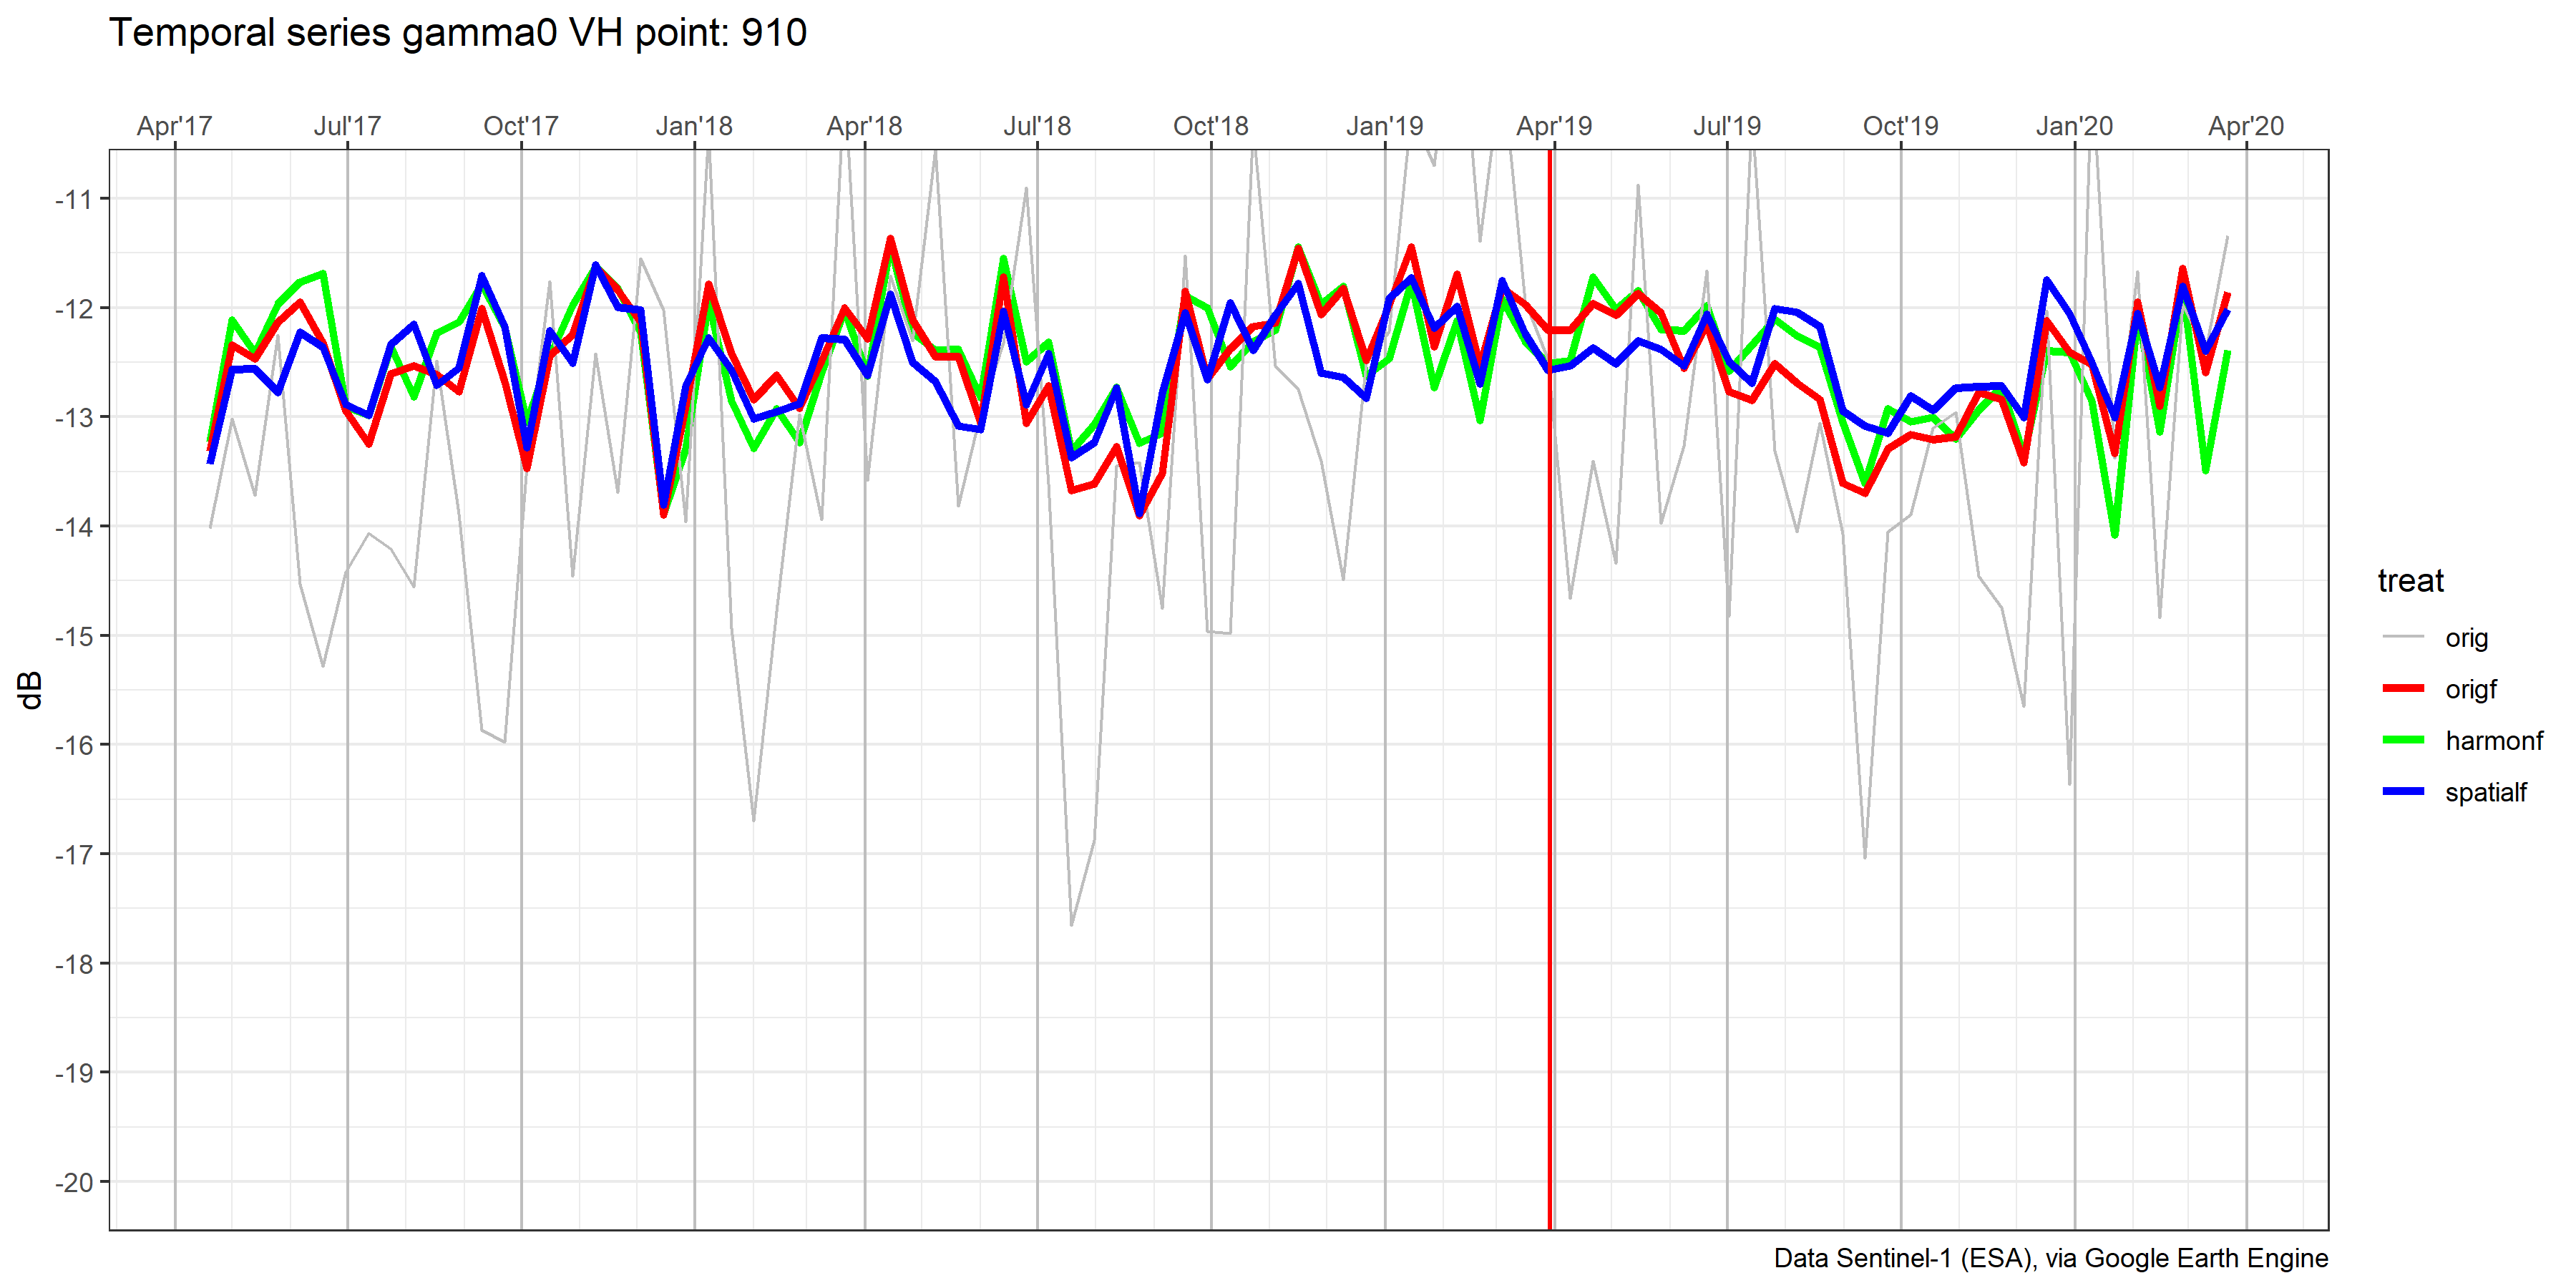 Temporal series gamma0 VH point: 910
Apr'17 Jul'17 Oct'17 Jan'18 Apr'18 Jul'18 Oct'18 Jan'19 Apr'19 Jul'19 Oct'19 Jan'20 Apr'20
-11
-12
-13
-14
-15
-16
-17
-18
-19
-20
dB
treat
orig
origf
harmonf
spatialf
Data Sentinel-1 (ESA), via Google Earth Engine